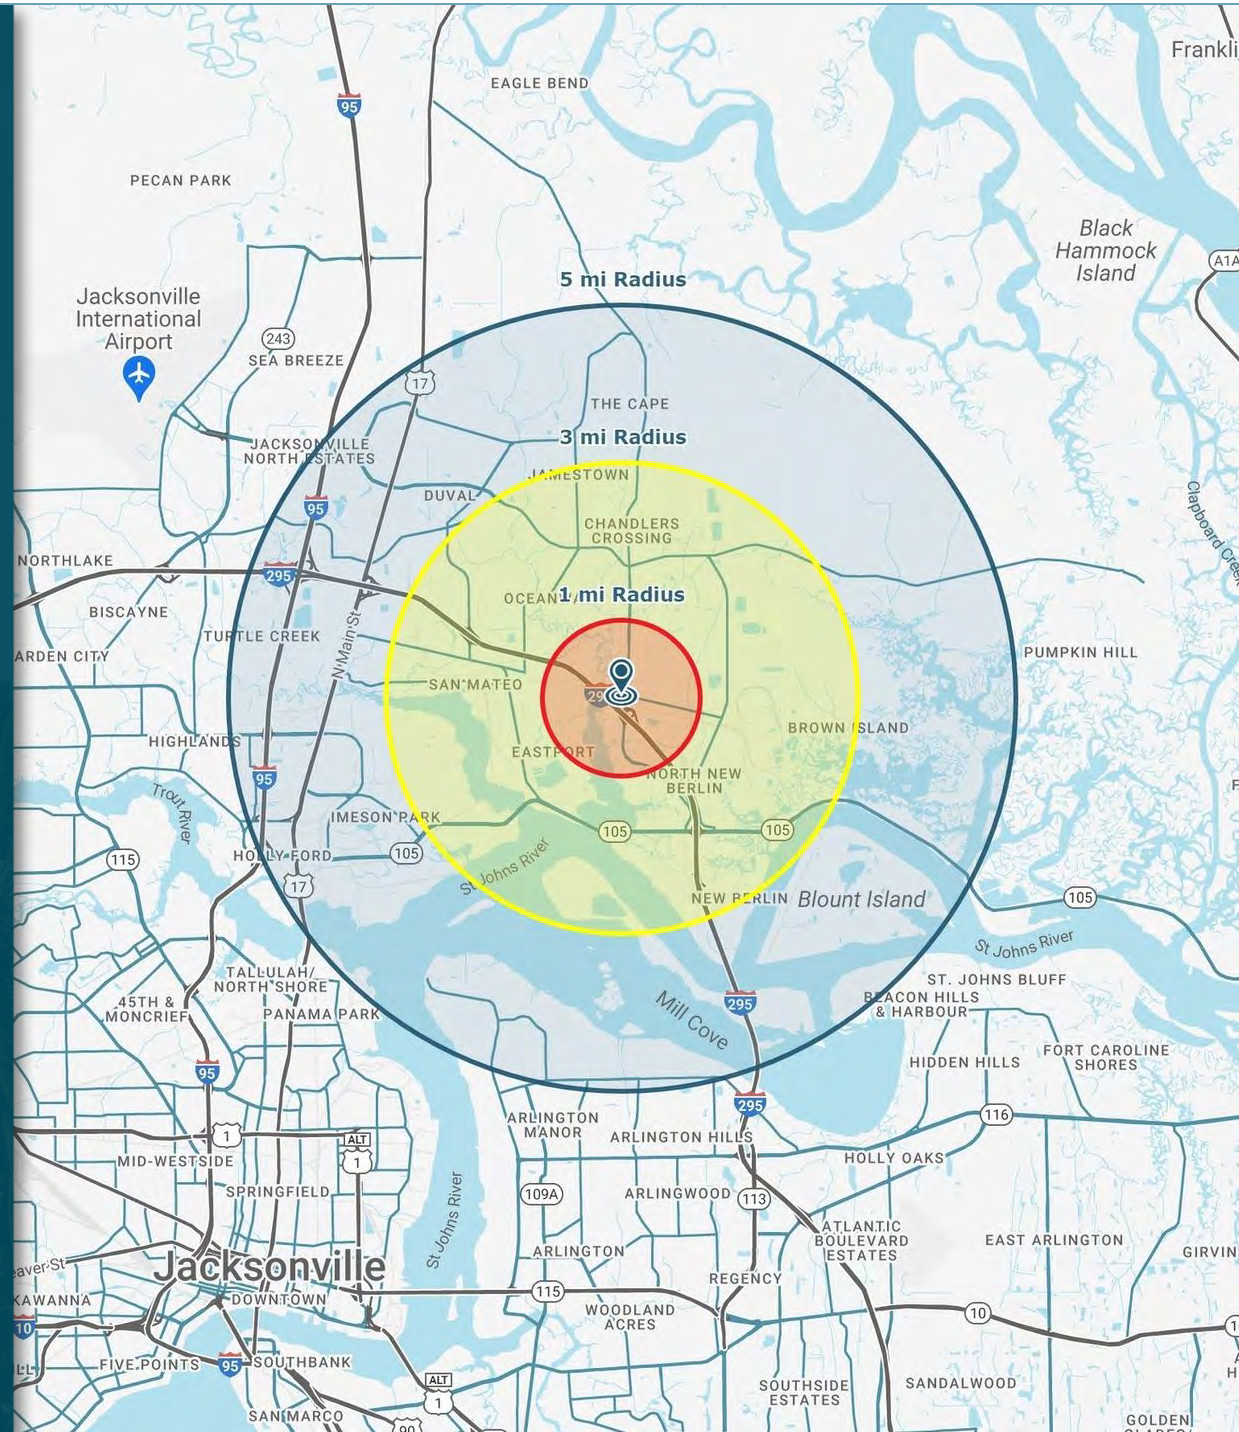 Frankli
EAGLE BEND
95
PECAN PARK
Black
Hammock
Island
A1A
5 mi Radius
Jacksonville
International
Airport
243
SEA BREEZE
17
THE CAPE
3 mi Radius
JACKSONVILLE
NORTH ESTATES
JAMESTOWN
DUVAL
95
CHANDLERS
CROSSING
Clapboard Creek
NORTHLAKE
295
1 mi Radius
BISCAYNE
TURTLE CREEK
N Main St
ARDEN CITY
PUMPKIN HILL
SAN MATEO
29
BROWN ISLAND
HIGHLANDS
EASTPORT
95
NORTH NEW
BERLIN
Trout River
IMESON PARK
105
105
115
HOLLY FORD
105
St Johns River
17
NEW BERLIN
Blount Island
105
St Johns River
TALLULAH/
NORTH SHORE
ST. JOHNS BLUFF
45TH &
MONCRIEF
PANAMA PARK
Mill Cove
295
BEACON HILLS
& HARBOUR
HIDDEN HILLS
FORT CAROLINE
SHORES
95
295
116
ARLINGTON
MANOR
ARLINGTON HILLS
1
ALT
1
MID-WESTSIDE
HOLLY OAKS
SPRINGFIELD
109A
ARLINGWOOD
113
St Johns River
ATLANTIC
BOULEVARD
ESTATES
EAST ARLINGTON
GIRVIN
ARLINGTON
eaver St
Jacksonville
REGENCY
KAWANNA
DOWNTOWN
115
WOODLAND
ACRES
10
10
FIVE POINTS
95
SOUTHBANK
ALT
1
SOUTHSIDE
ESTATES
SANDALWOOD
SAN MARCO
90
GOLDEN